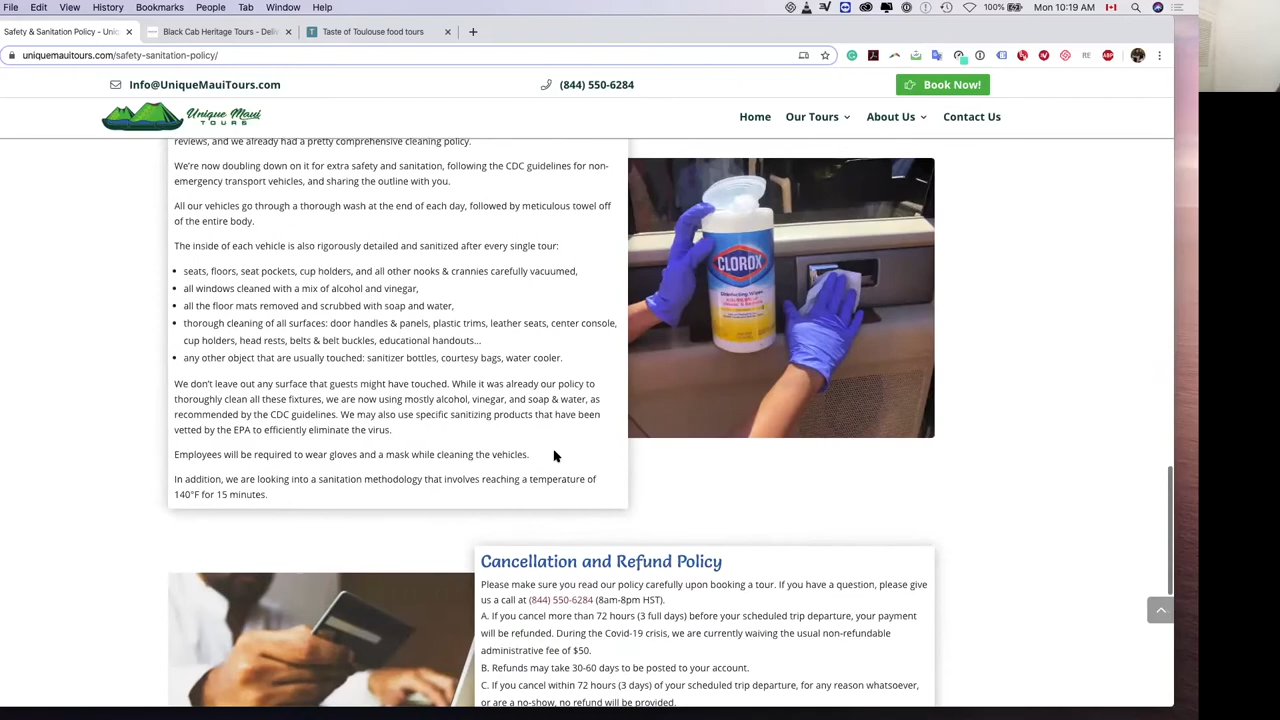 File Edit View History Bookmarks People Tab Window Help 100% Mon 10:19 AM
Safety & Sanitation Policy - Uniq Black Cab Heritage Tours - Deliv Taste of Toulouse food tours
uniquemauitours.com/safety-sanitation-policy/
Info@UniqueMauiTours.com (844) 550-6284 Book Now!
Unique Maui
TOURS
Home Our Tours About Us Contact Us
reviews, and we already had a pretty comprehensive cleaning policy.
We're now doubling down on it for extra safety and sanitation, following the CDC guidelines for non-
emergency transport vehicles, and sharing the outline with you.
All our vehicles go through a thorough wash at the end of each day, followed by meticulous towel off
of the entire body.
The inside of each vehicle is also rigorously detailed and sanitized after every single tour:
• seats, floors, seat pockets, cup holders, and all other nooks & crannies carefully vacuumed,
• all windows cleaned with a mix of alcohol and vinegar,
• all the floor mats removed and scrubbed with soap and water,
• thorough cleaning of all surfaces: door handles & panels, plastic trims, leather seats, center console,
cup holders, head rests, belts & belt buckles, educational handouts...
• any other object that are usually touched: sanitizer bottles, courtesy bags, water cooler.
We don't leave out any surface that guests might have touched. While it was already our policy to
thoroughly clean all these fixtures, we are now using mostly alcohol, vinegar, and soap & water, as
recommended by the CDC guidelines. We may also use specific sanitizing products that have been
vetted by the EPA to efficiently eliminate the virus.
Employees will be required to wear gloves and a mask while cleaning the vehicles.
In addition, we are looking into a sanitation methodology that involves reaching a temperature of
140°F for 15 minutes.
CLOROX
Disinfecting Wipes
Cancellation and Refund Policy
Please make sure you read our policy carefully upon booking a tour. If you have a question, please give
us a call at (844) 550-6284 (8am-8pm HST).
A. If you cancel more than 72 hours (3 full days) before your scheduled trip departure, your payment
will be refunded. During the Covid-19 crisis, we are currently waiving the usual non-refundable
administrative fee of $50.
B. Refunds may take 30-60 days to be posted to your account.
C. If you cancel within 72 hours (3 days) of your scheduled trip departure, for any reason whatsoever,
or are a no-show, no refund will be provided.